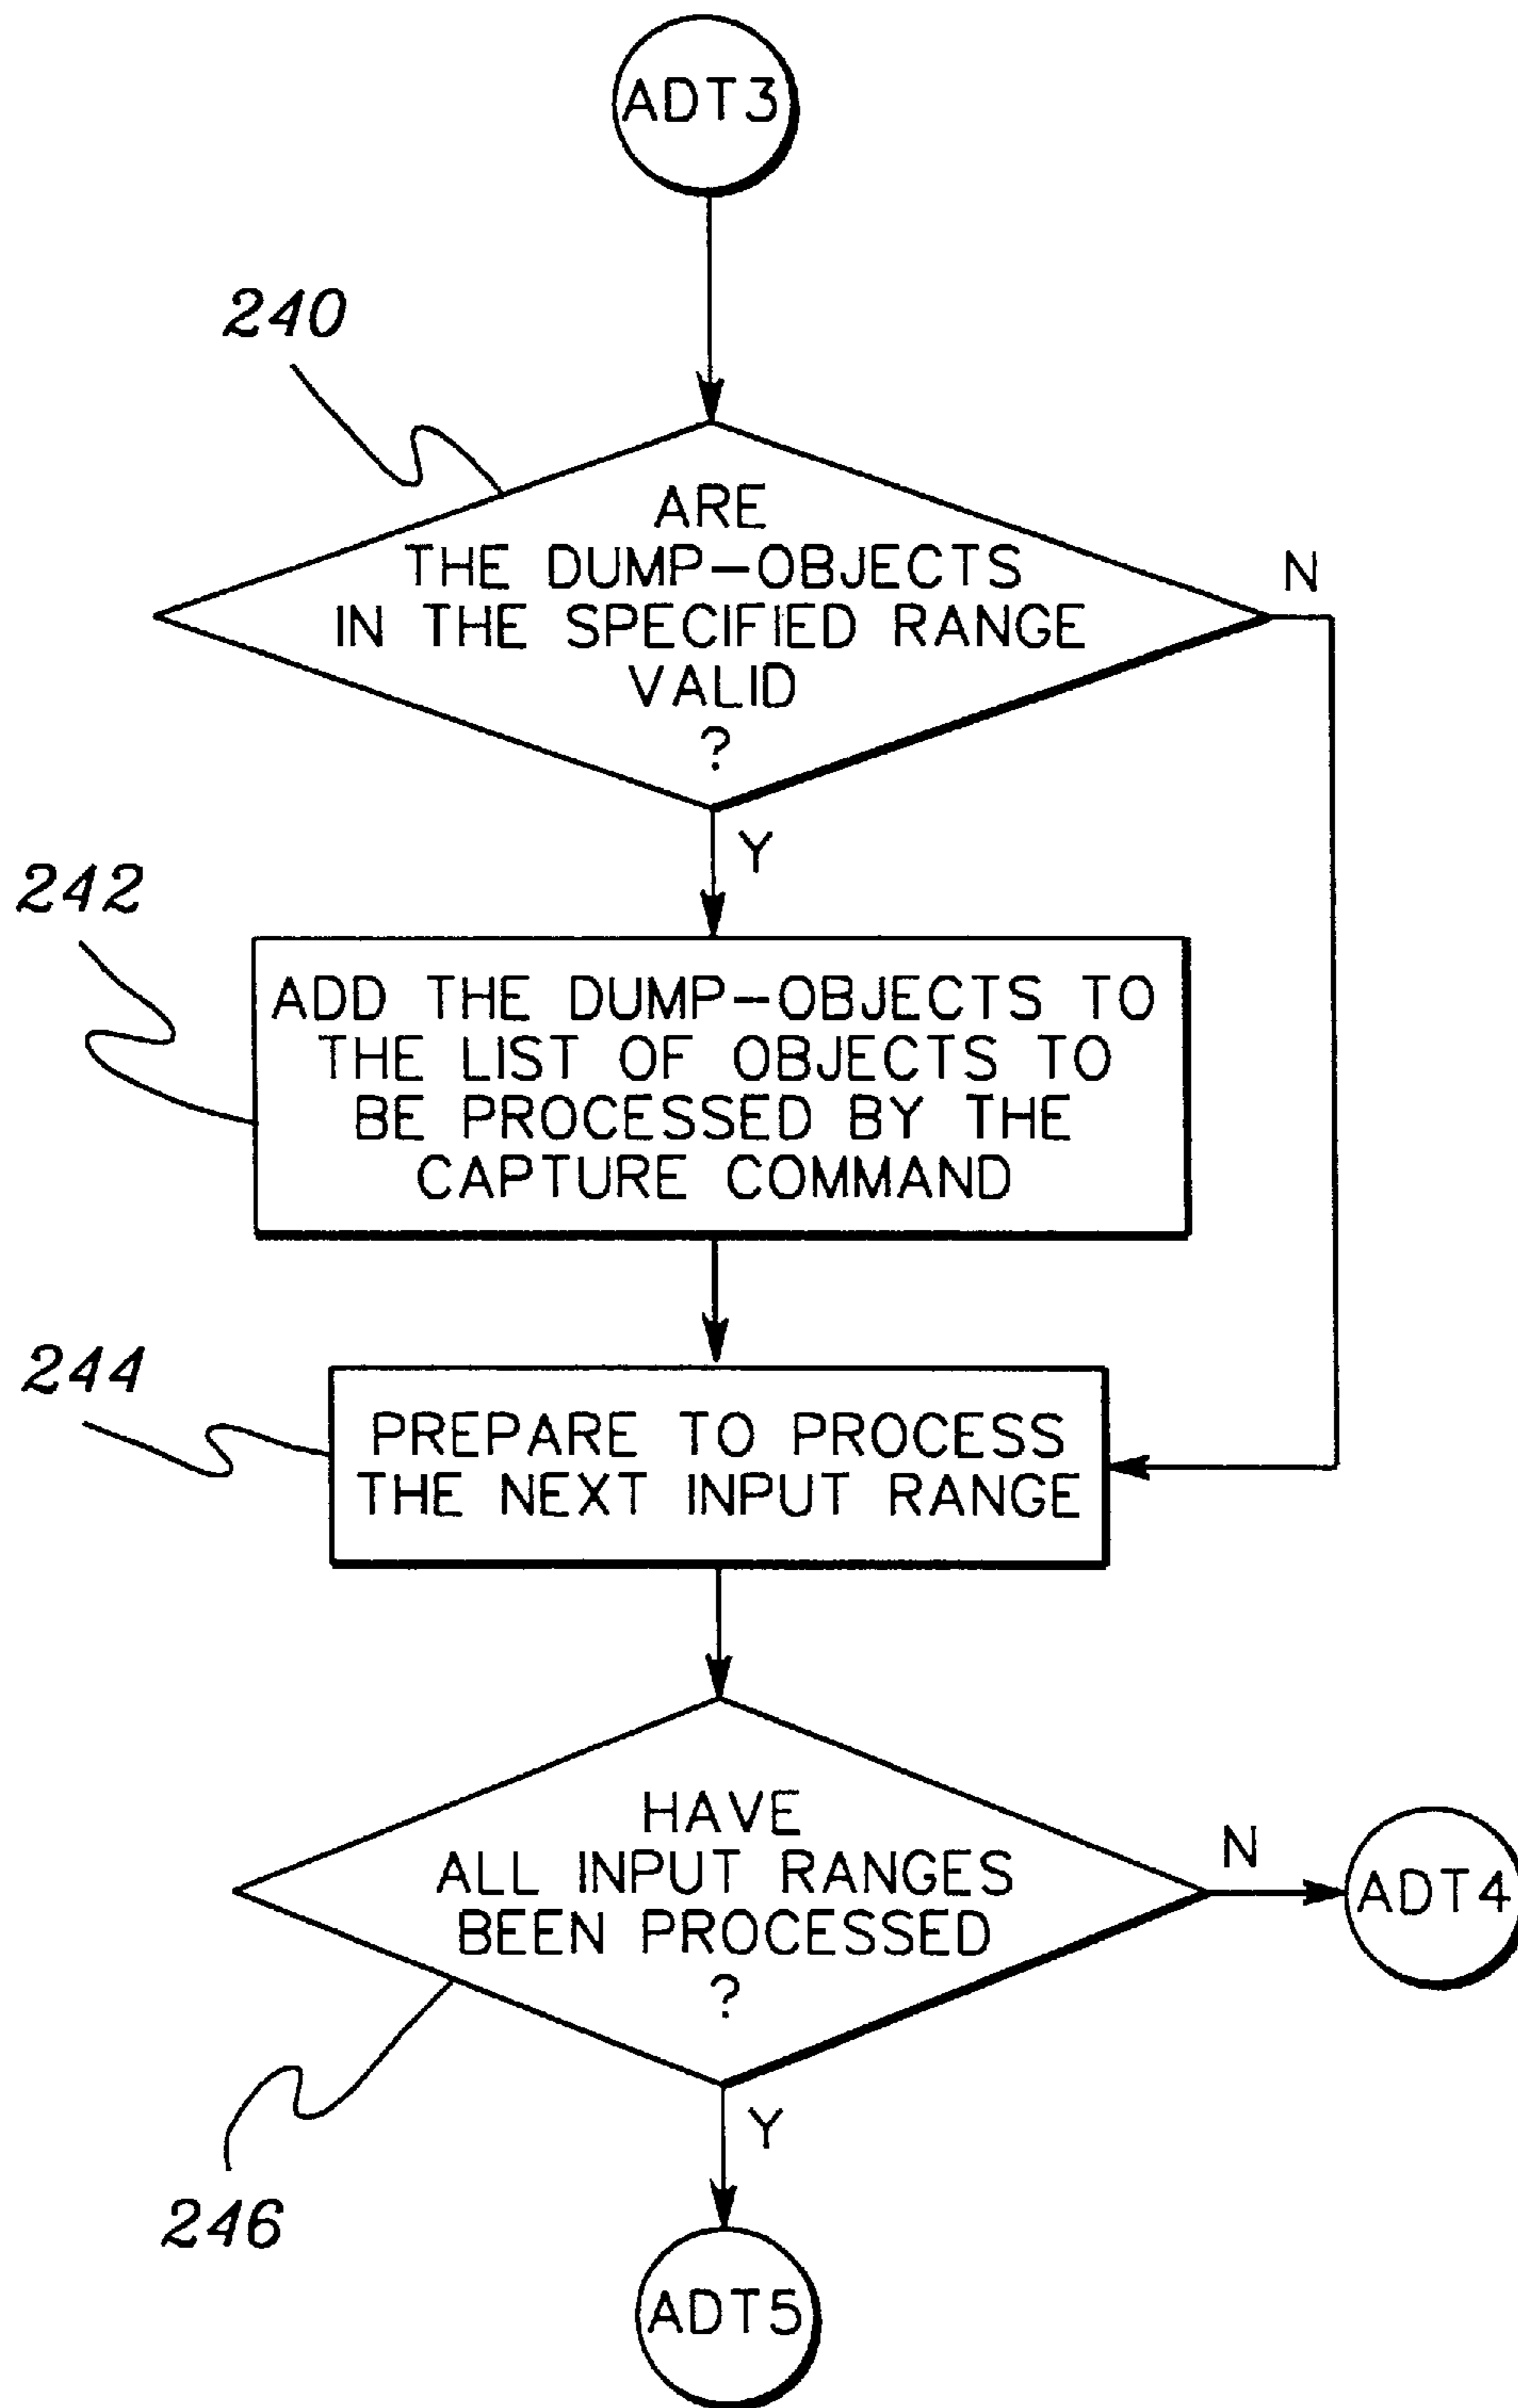 ADT3
240
ARE
THE DUMP-OBJECTS
IN THE SPECIFIED RANGE
VALID
?
N
Y
242
ADD THE DUMP-OBJECTS TO
THE LIST OF OBJECTS TO
BE PROCESSED BY THE
CAPTURE COMMAND
244
PREPARE TO PROCESS
THE NEXT INPUT RANGE
HAVE
ALL INPUT RANGES
BEEN PROCESSED
?
N
ADT4
Y
246
ADT5